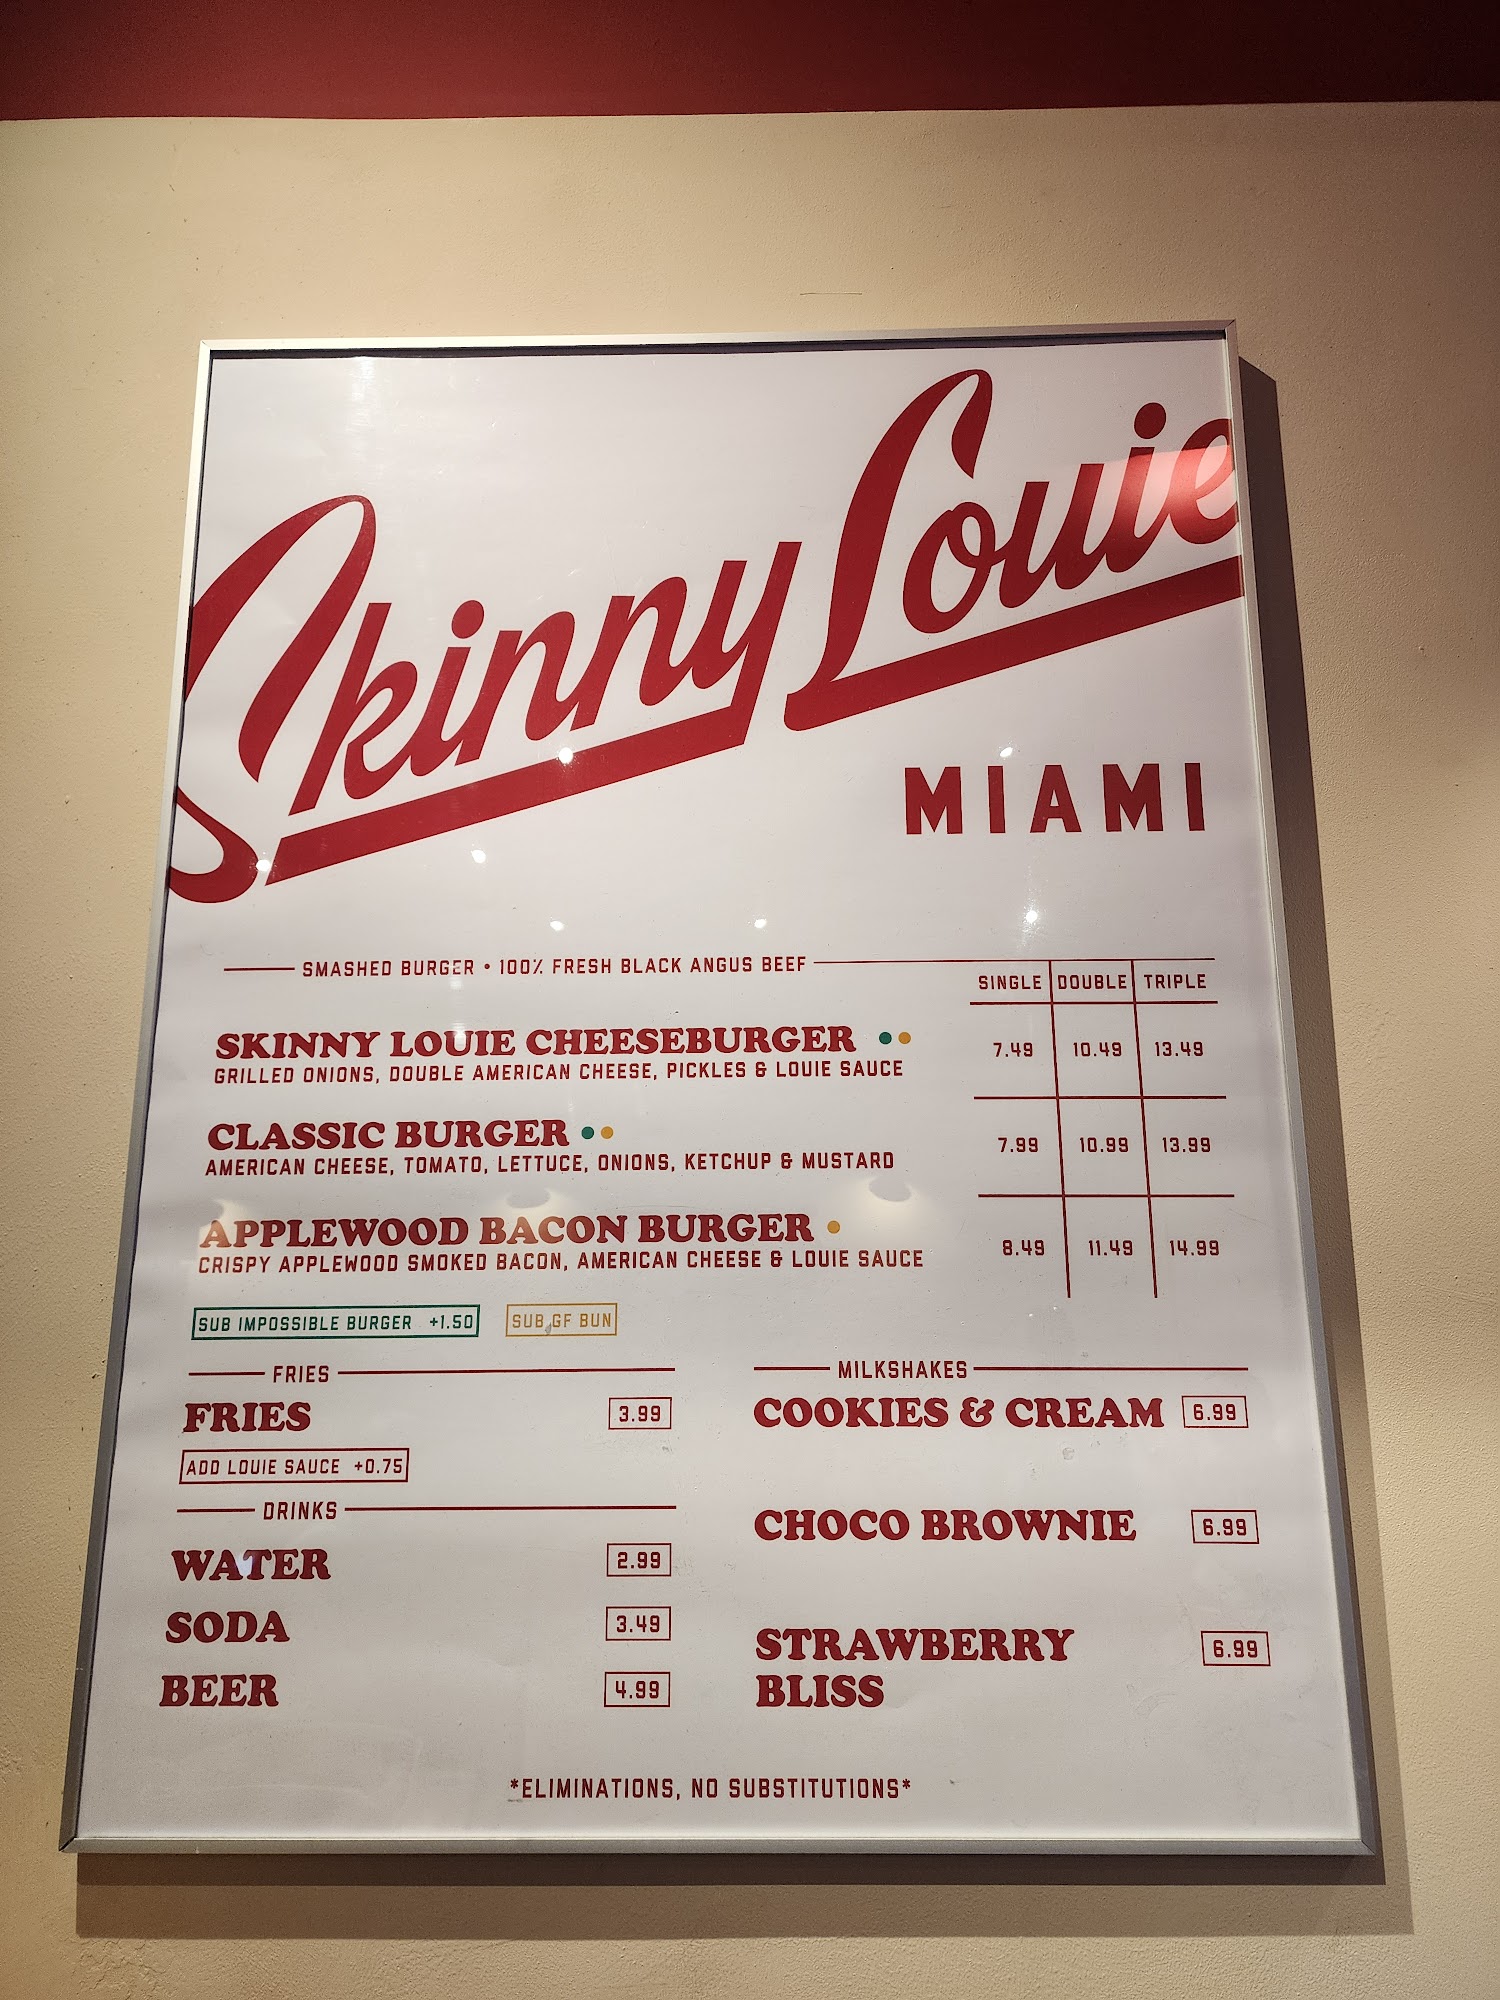 Skinny Louie
MIAMI
SMASHED BURGER • 100% FRESH BLACK ANGUS BEEF
SINGLE DOUBLE TRIPLE
SKINNY LOUIE CHEESEBURGER 7.49 10.49 13.49
GRILLED ONIONS, DOUBLE AMERICAN CHEESE, PICKLES & LOUIE SAUCE
CLASSIC BURGER 7.99 10.99 13.99
AMERICAN CHEESE, TOMATO, LETTUCE, ONIONS, KETCHUP & MUSTARD
APPLEWOOD BACON BURGER 8.49 11.49 14.99
CRISPY APPLEWOOD SMOKED BACON, AMERICAN CHEESE & LOUIE SAUCE
SUB IMPOSSIBLE BURGER +1.50 SUB GF BUN
FRIES
FRIES 3.99
ADD LOUIE SAUCE +0.75
DRINKS
WATER 2.99
SODA 3.49
BEER 4.99
MILKSHAKES
COOKIES & CREAM 6.99
CHOCO BROWNIE 6.99
STRAWBERRY 6.99
BLISS
*ELIMINATIONS, NO SUBSTITUTIONS*